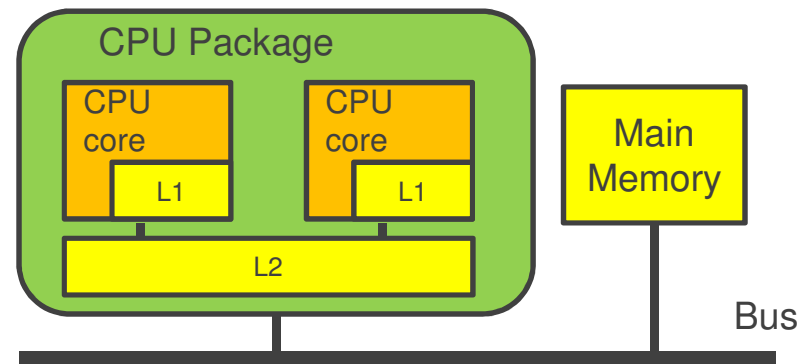 CPU Package
CPU
core
L1
CPU
core
L1
L2
Main
Memory
Bus